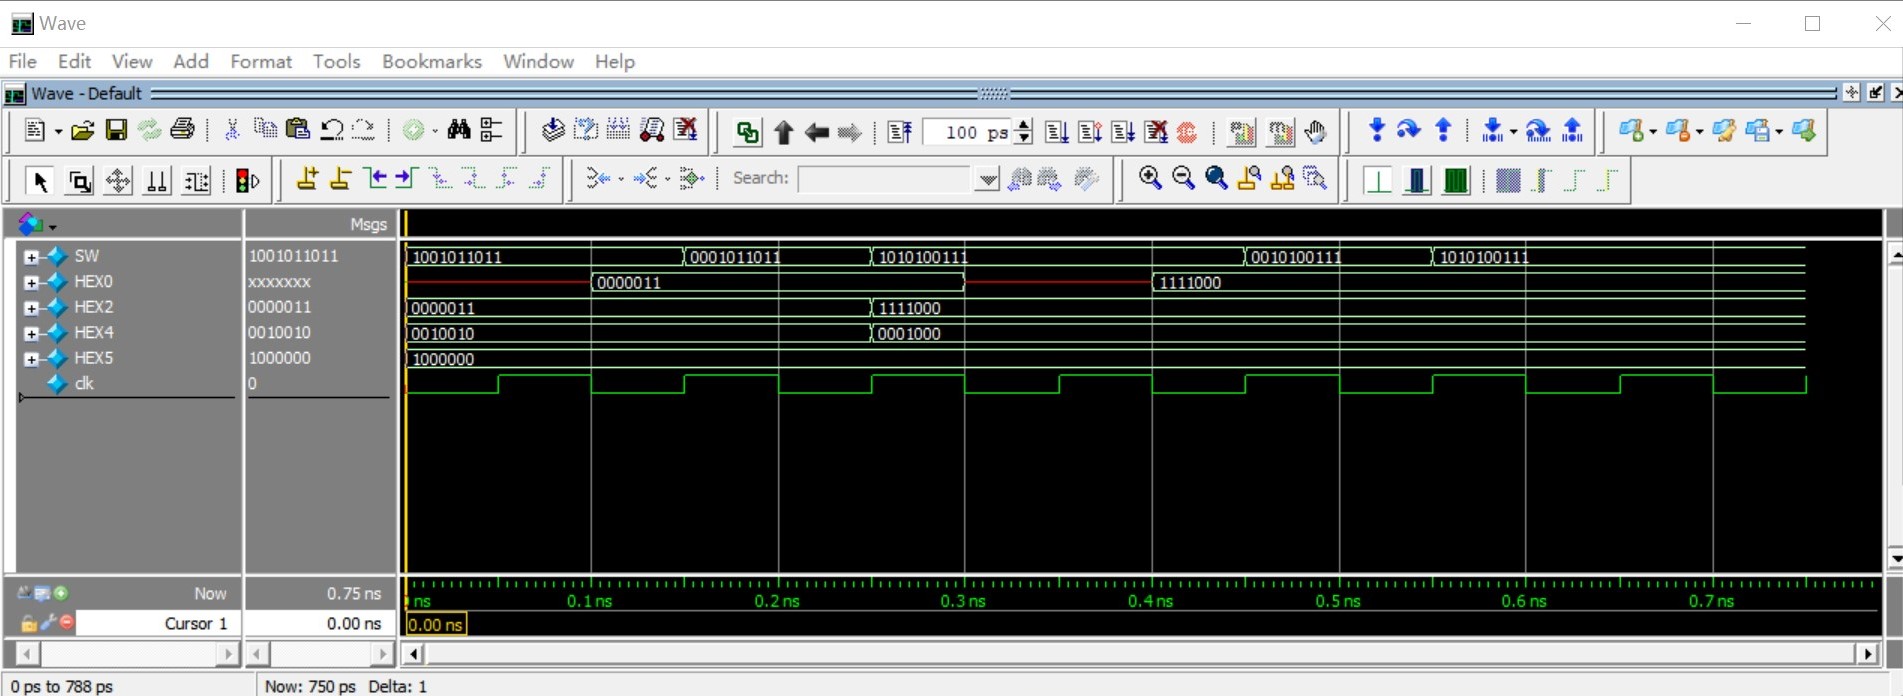 Wave
File Edit View Add Format Tools Bookmarks Window Help
Wave - Default
100 ps
Search:
Msgs
SW 1001011011 1001011011 0001011011 1010100111 0010100111 1010100111
HEX0 xxxxxxx 0000011 1111000
HEX2 0000011 0000011 1111000
HEX4 0010010 0010010 0001000
HEX5 1000000 1000000
clk 0
Now 0.75 ns ns 0.1 ns 0.2 ns 0.3 ns 0.4 ns 0.5 ns 0.6 ns 0.7 ns
Cursor 1 0.00 ns 0.00 ns
0 ps to 788 ps Now: 750 ps Delta: 1